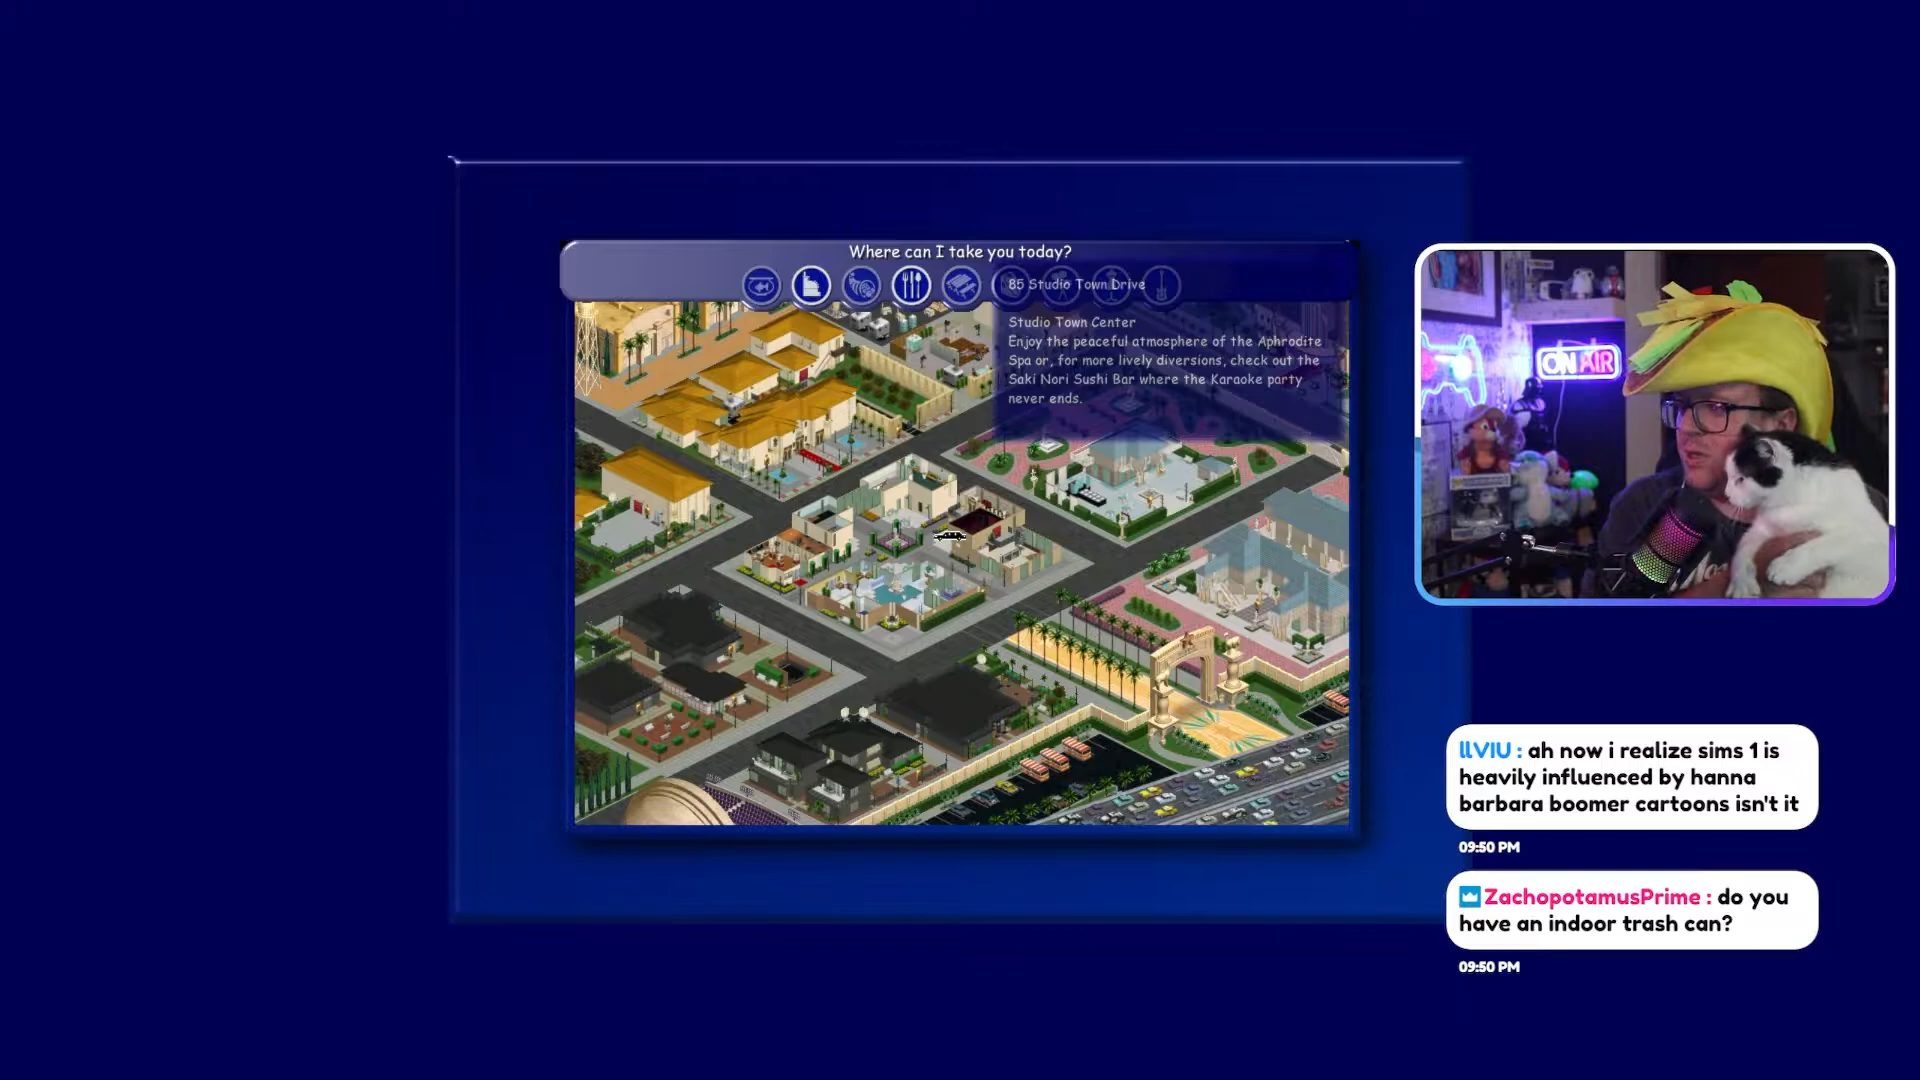 Where can I take you today?
85 Studio Town Drive
Studio Town Center
Enjoy the peaceful atmosphere of the Aphrodite
Spa or, for more lively diversions, check out the
Saki Nori Sushi Bar where the Karaoke party
never ends.
ON AIR
llVIU : ah now i realize sims 1 is
heavily influenced by hanna
barbara boomer cartoons isn't it
09:50 PM
ZachopotamusPrime : do you
have an indoor trash can?
09:50 PM